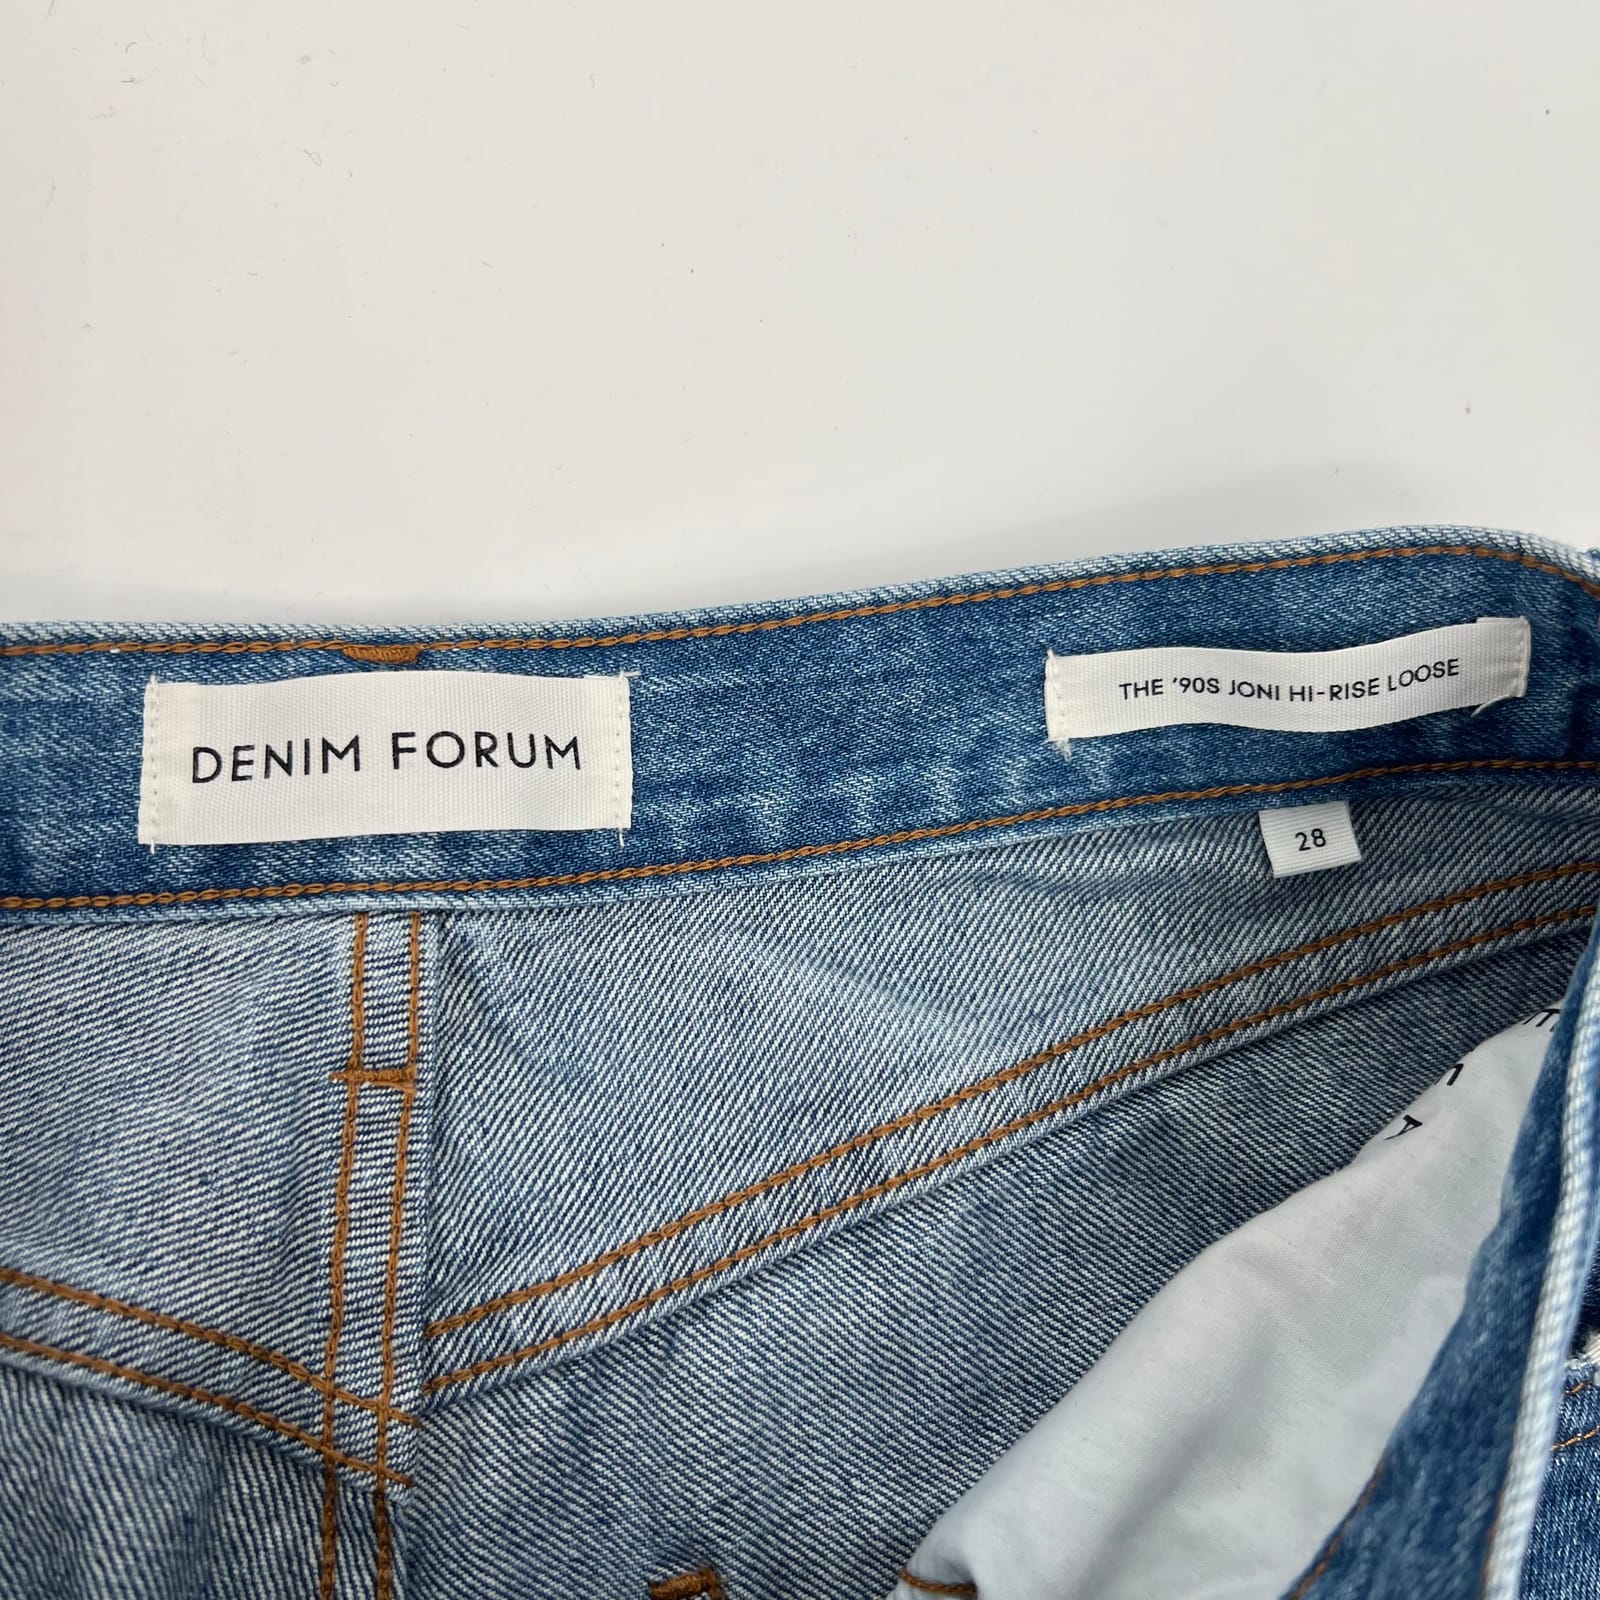 DENIM FORUM
THE '90S JONI HI-RISE LOOSE
28